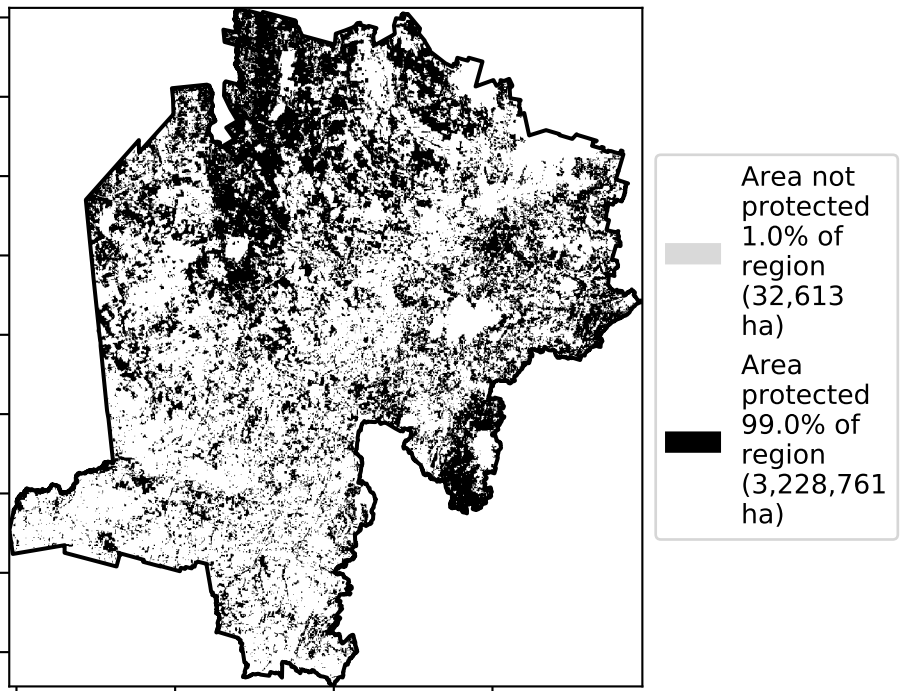 Area not
protected
1.0% of
region
(32,613
ha)
Area
protected
99.0% of
region
(3,228,761
ha)